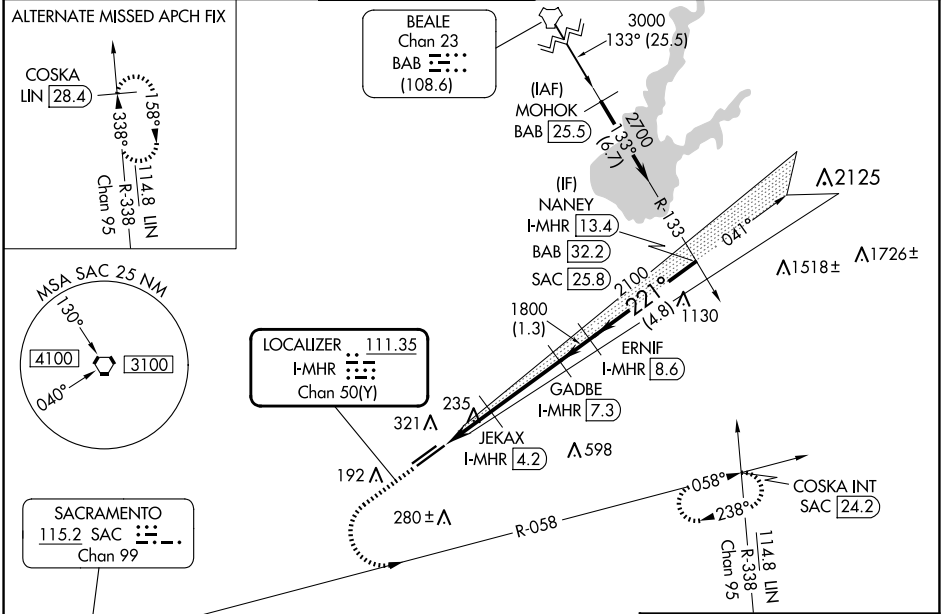 ALTERNATE MISSED APCH FIX
COSKA
LIN 28.4
158°
338°
R-338
Chan 95
114.8 LIN
BEALE
Chan 23
BAB
(108.6)
3000
133° (25.5)
(IAF)
MOHOK
BAB 25.5
2700
133°
(6.7)
R-133
(IF)
NANEY
I-MHR 13.4
BAB 32.2
SAC 25.8
041°
2125
1518±
1726±
2100
221°
(4.8)
1130
1800
(1.3)
ERNIF
I-MHR 8.6
GADBE
I-MHR 7.3
JEKAX
I-MHR 4.2
598
MSA SAC 25 NM
130°
4100
3100
040°
LOCALIZER 111.35
I-MHR
Chan 50(Y)
235
321
192
280±
SACRAMENTO
115.2 SAC
Chan 99
R-058
058°
238°
COSKA INT
SAC 24.2
R-338
Chan 95
114.8 LIN